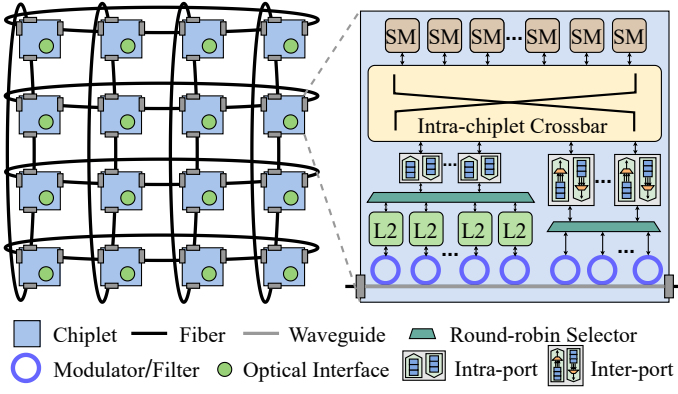 SM SM SM... SM SM SM
Intra-chiplet Crossbar
... ...
L2 L2 L2 L2
... ...
Chiplet Fiber Waveguide Round-robin Selector
Modulator/Filter Optical Interface Intra-port Inter-port